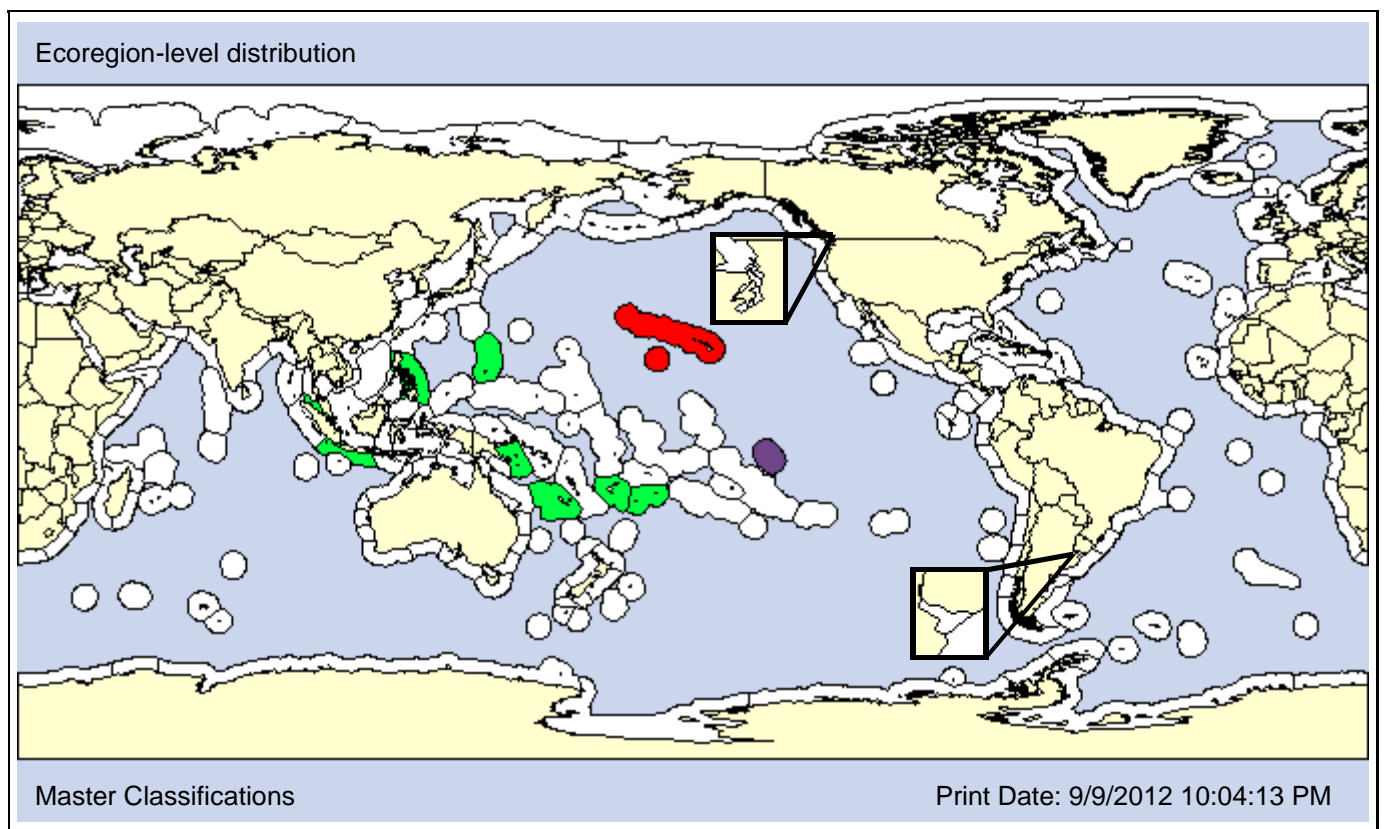 Ecoregion-level distribution
Master Classifications
Print Date: 9/9/2012 10:04:13 PM